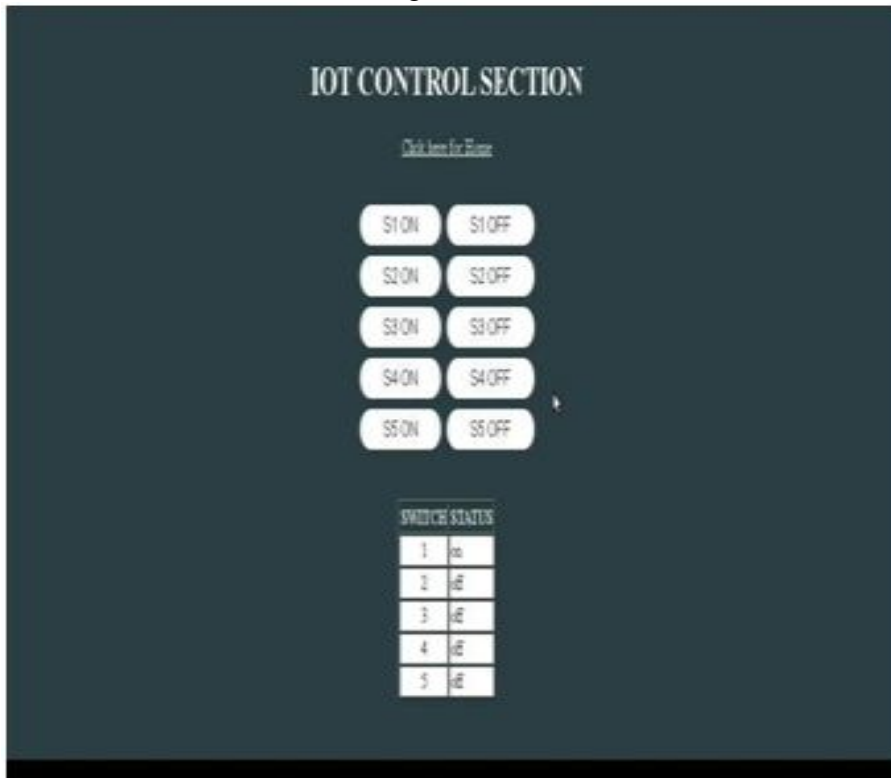 IOT CONTROL SECTION
Click here for Home
S1 ON S1 OFF
S2 ON S2 OFF
S3 ON S3 OFF
S4 ON S4 OFF
S5 ON S5 OFF
SWITCH STATUS
1 on
2 off
3 off
4 off
5 off